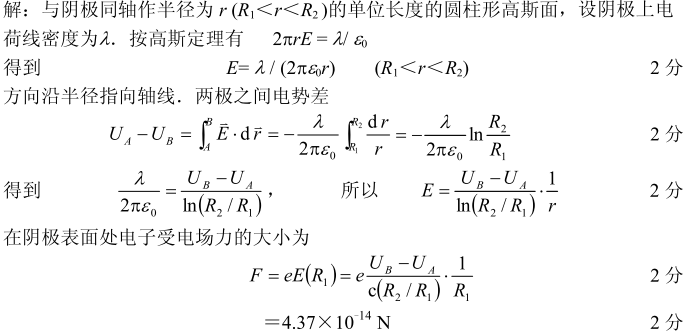 解：与阴极同轴作半径为 r (R₁＜r＜R₂ )的单位长度的圆柱形高斯面，设阴极上电
荷线密度为λ．按高斯定理有 2πrE = λ/ ε₀
得到 E= λ / (2πε₀r) (R₁＜r＜R₂) 2 分
方向沿半径指向轴线．两极之间电势差
U_A − U_B = ∫_A^B E⃗ · d r⃗ = − λ/(2πε₀) ∫_{R₁}^{R₂} dr/r = − λ/(2πε₀) ln R₂/R₁ 2 分
得到 λ/(2πε₀) = (U_B − U_A)/ln(R₂ / R₁) ， 所以 E = (U_B − U_A)/ln(R₂ / R₁) · 1/r 2 分
在阴极表面处电子受电场力的大小为
F = eE(R₁) = e (U_B − U_A)/c(R₂ / R₁) · 1/R₁ 2 分
＝4.37×10⁻¹⁴ N 2 分